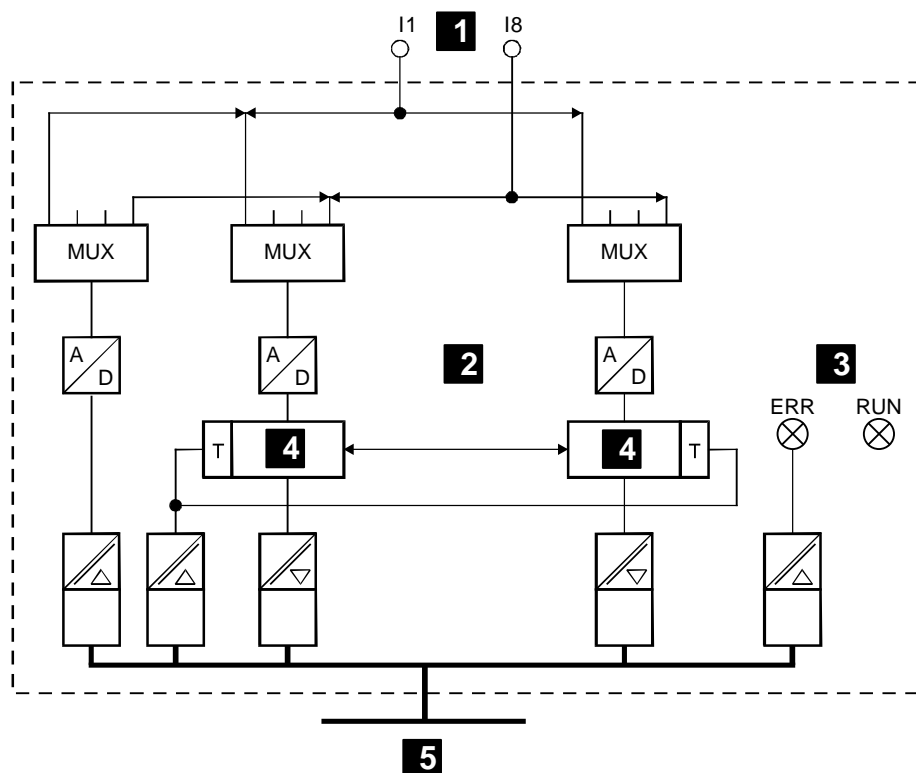 I1 1 I8
MUX MUX MUX
A D A D 2 A D 3
ERR RUN
T 4 4 T
5